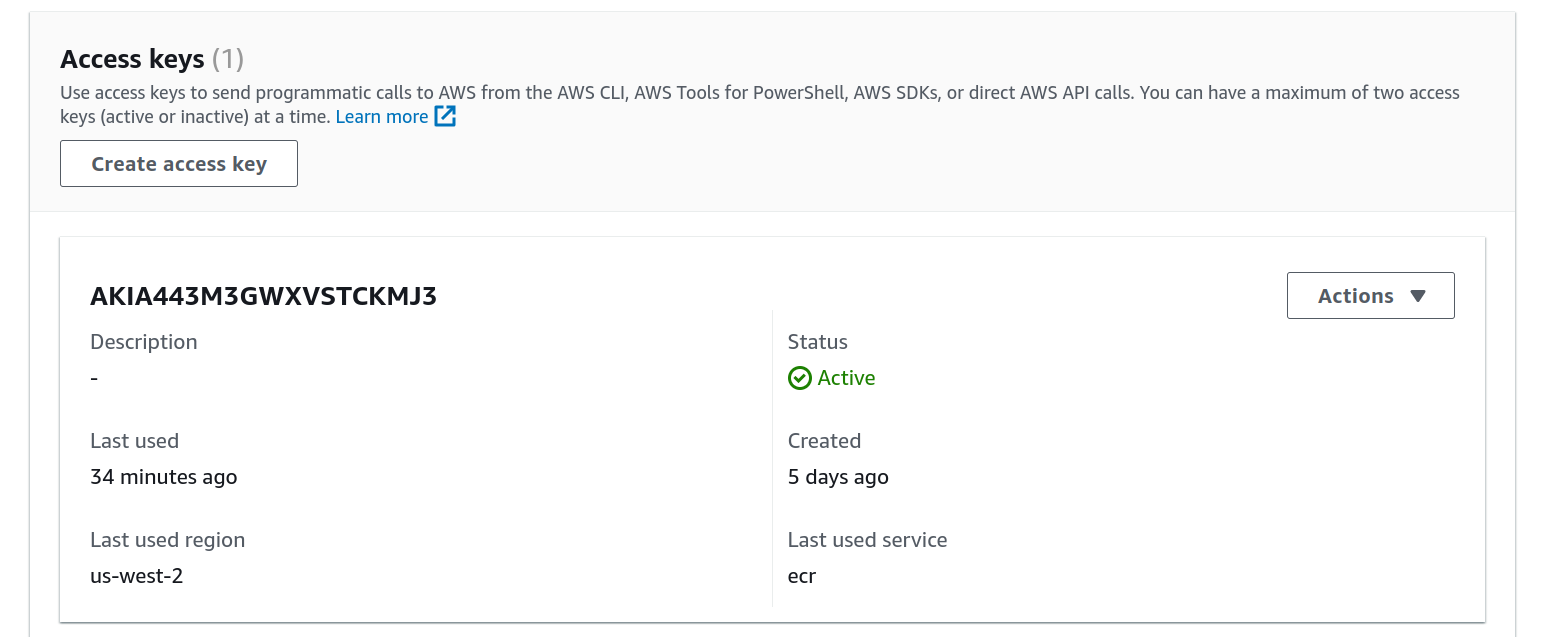 Access keys (1)
Use access keys to send programmatic calls to AWS from the AWS CLI, AWS Tools for PowerShell, AWS SDKs, or direct AWS API calls. You can have a maximum of two access
keys (active or inactive) at a time. Learn more
Create access key
AKIA443M3GWXVSTCKMJ3
Actions
Description
-
Status
Active
Last used
34 minutes ago
Created
5 days ago
Last used region
us-west-2
Last used service
ecr